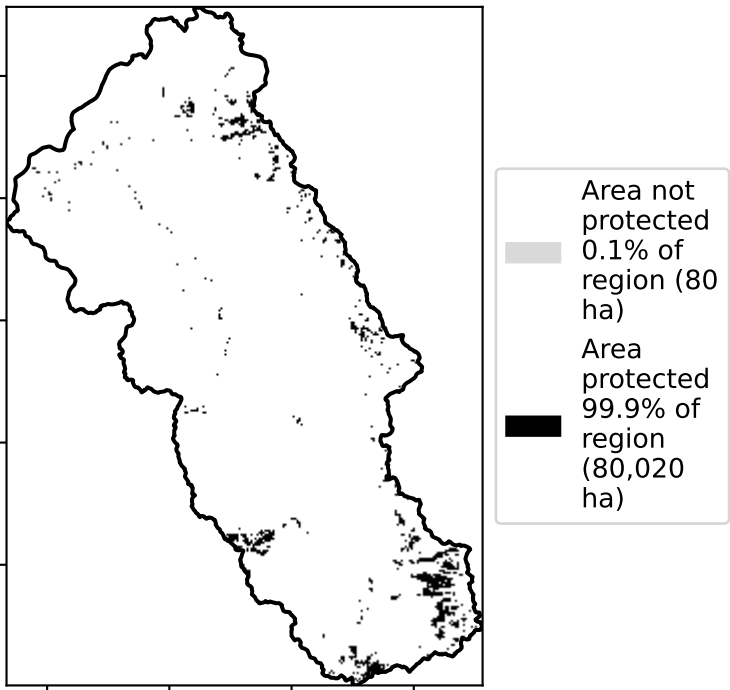 Area not
protected
0.1% of
region (80
ha)
Area
protected
99.9% of
region
(80,020
ha)